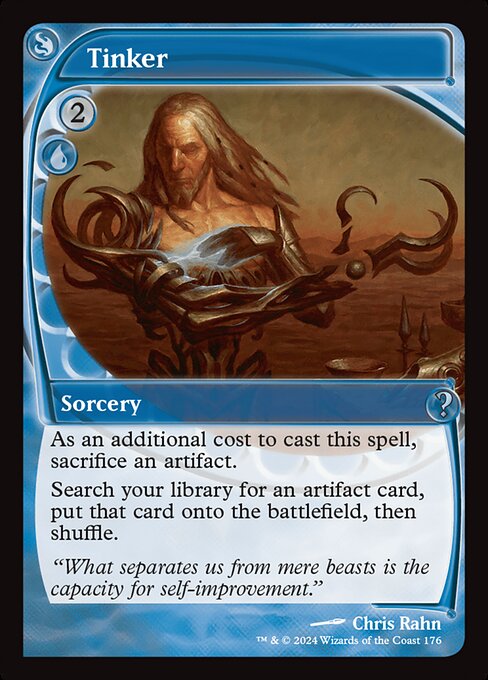 Tinker
2
Sorcery
?
As an additional cost to cast this spell,
sacrifice an artifact.
Search your library for an artifact card,
put that card onto the battlefield, then
shuffle.
“What separates us from mere beasts is the
capacity for self-improvement.”
Chris Rahn
™ & © 2024 Wizards of the Coast 176